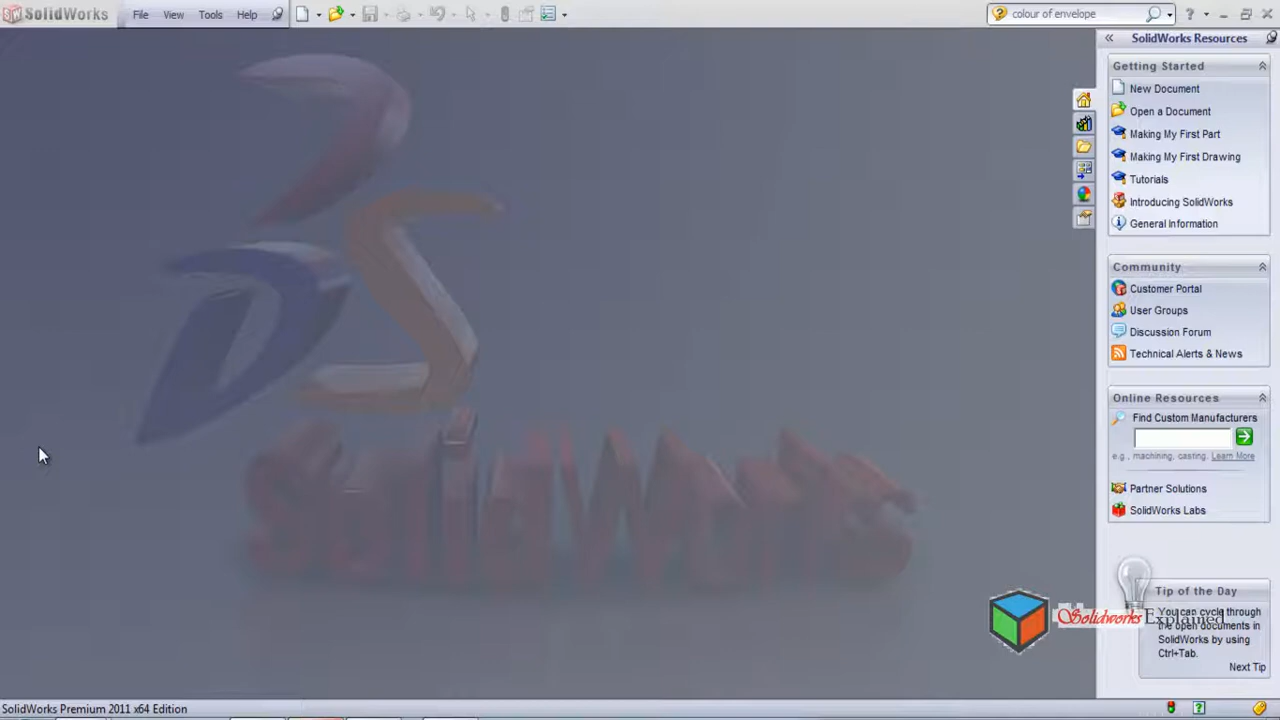 SolidWorks
File View Tools Help
colour of envelope
SolidWorks Resources
Getting Started
New Document
Open a Document
Making My First Part
Making My First Drawing
Tutorials
Introducing SolidWorks
General Information
Community
Customer Portal
User Groups
Discussion Forum
Technical Alerts & News
Online Resources
Find Custom Manufacturers
e.g., machining, casting. Learn More
Partner Solutions
SolidWorks Labs
SolidWorks
Tip of the Day
You can cycle through
the open documents in
SolidWorks by using
Ctrl+Tab.
Next Tip
Solidworks Explained
SolidWorks Premium 2011 x64 Edition